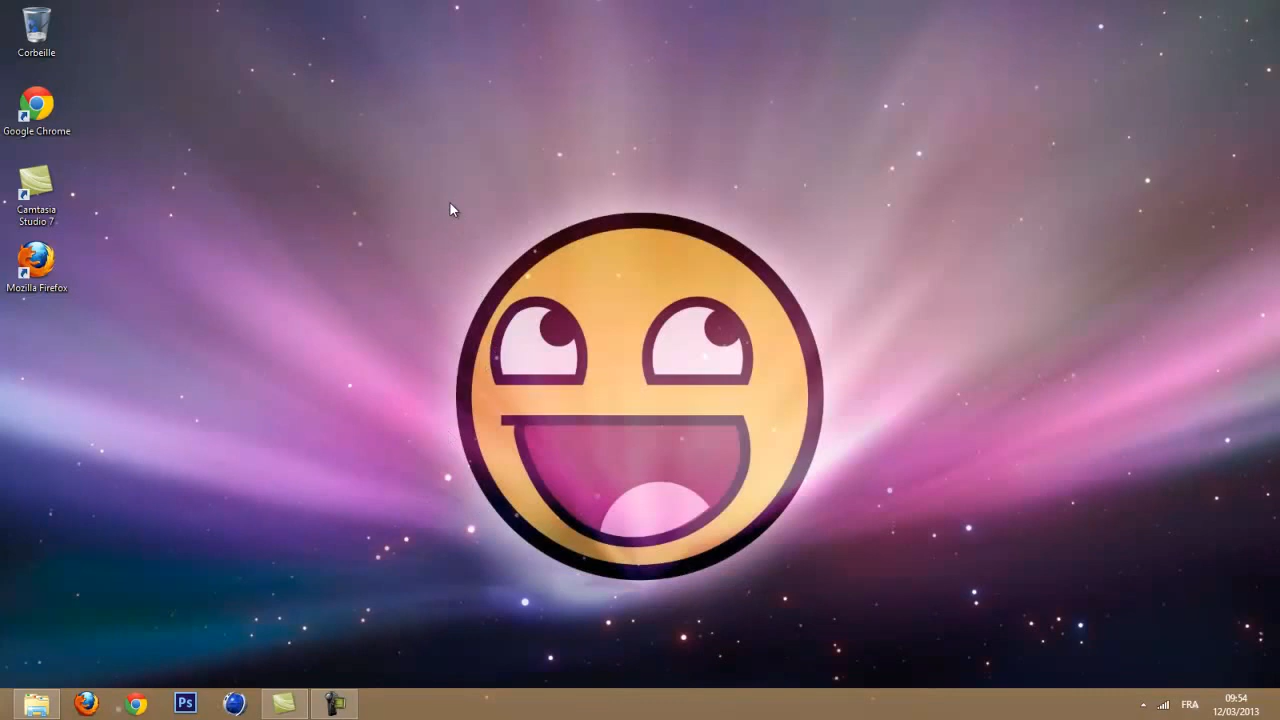 Corbeille
Google Chrome
Camtasia
Studio 7
Mozilla Firefox
Ps
FRA
09:54
12/03/2013